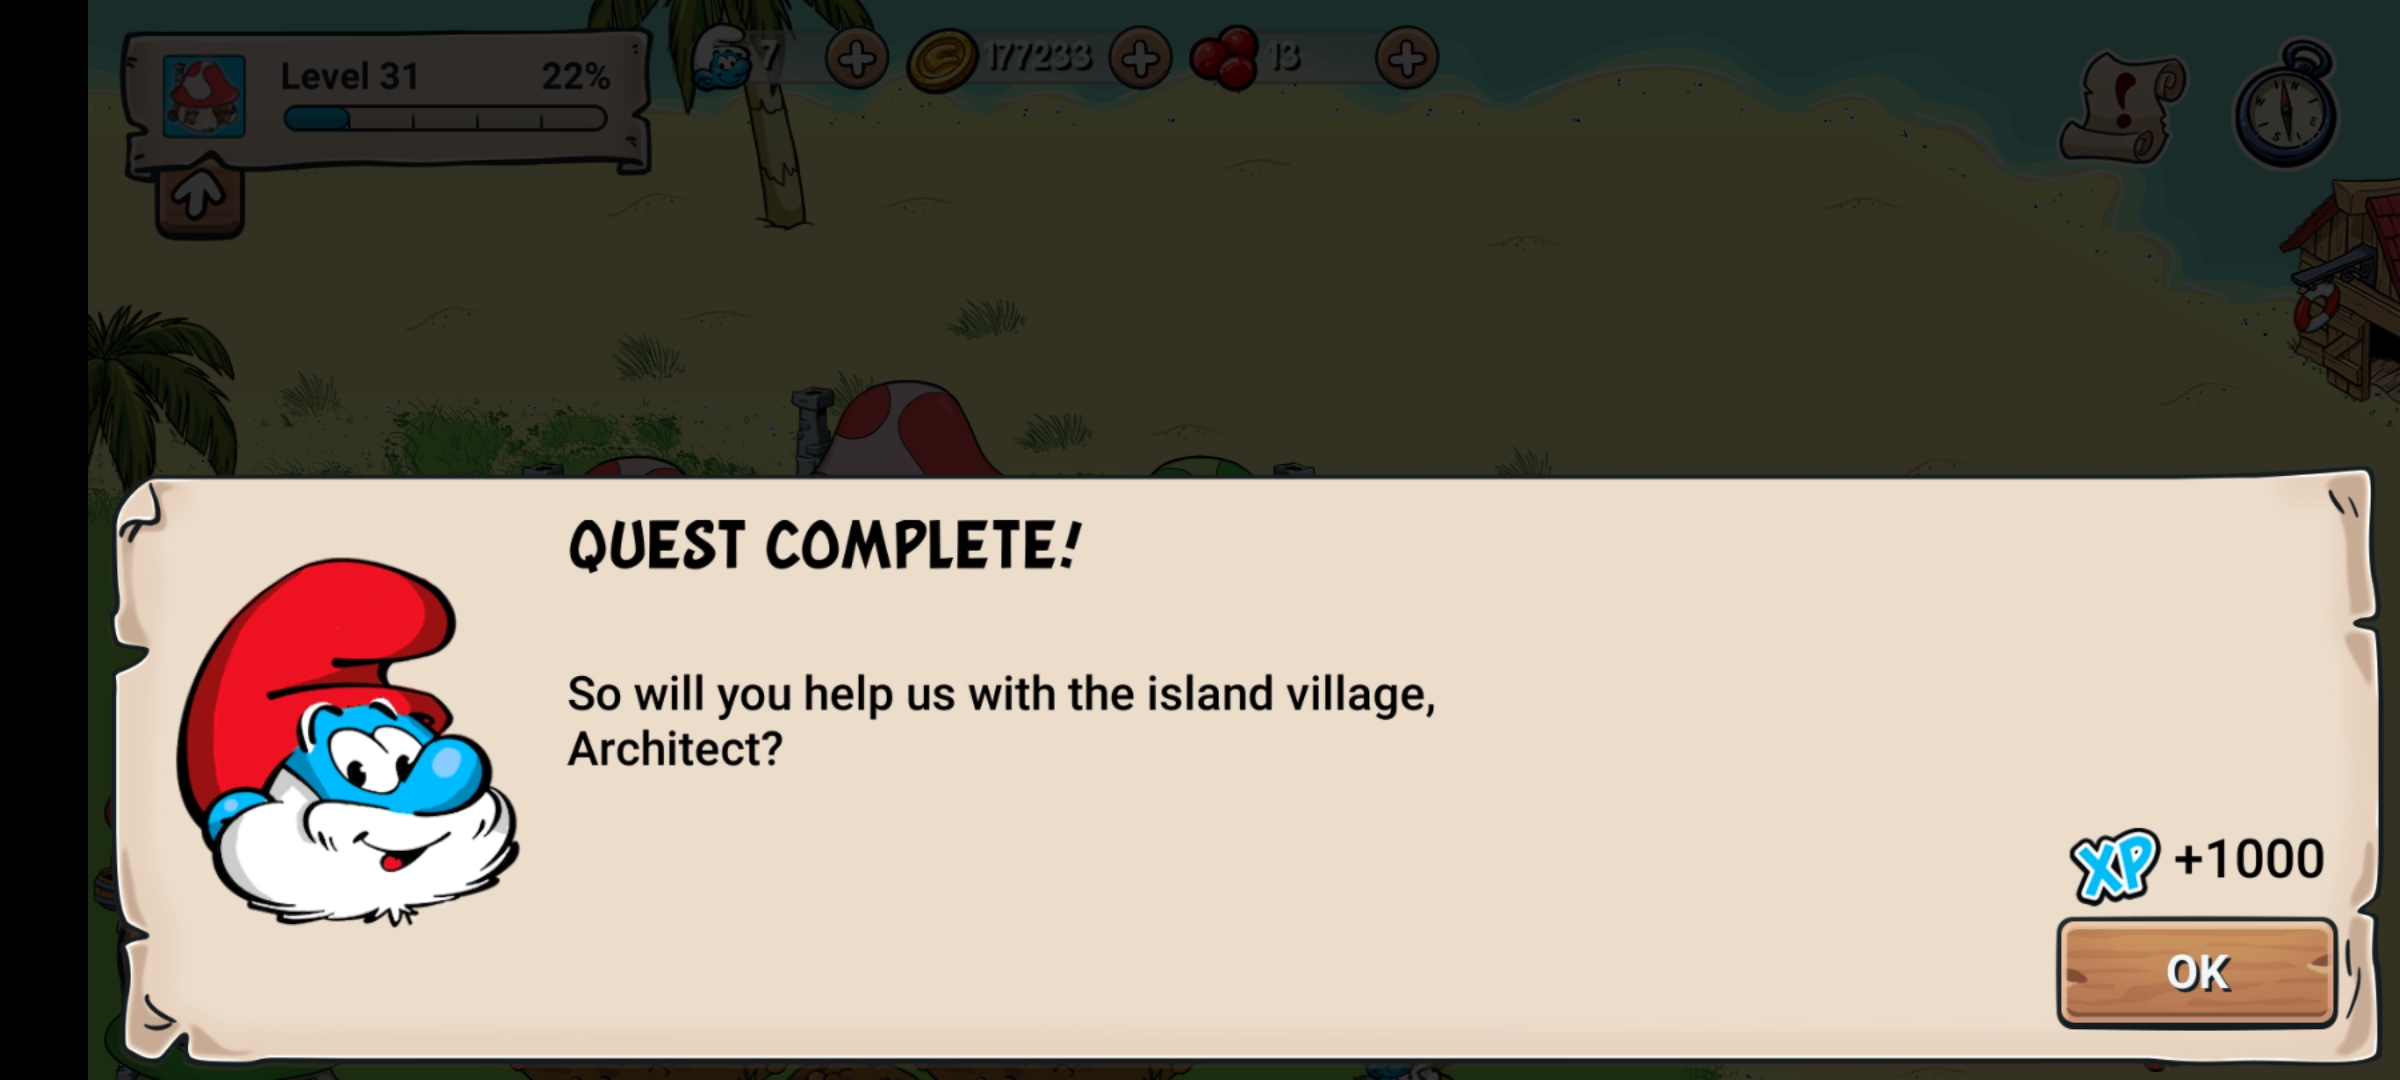 Level 31 22%
7
177233
13
QUEST COMPLETE!
So will you help us with the island village,
Architect?
XP +1000
OK